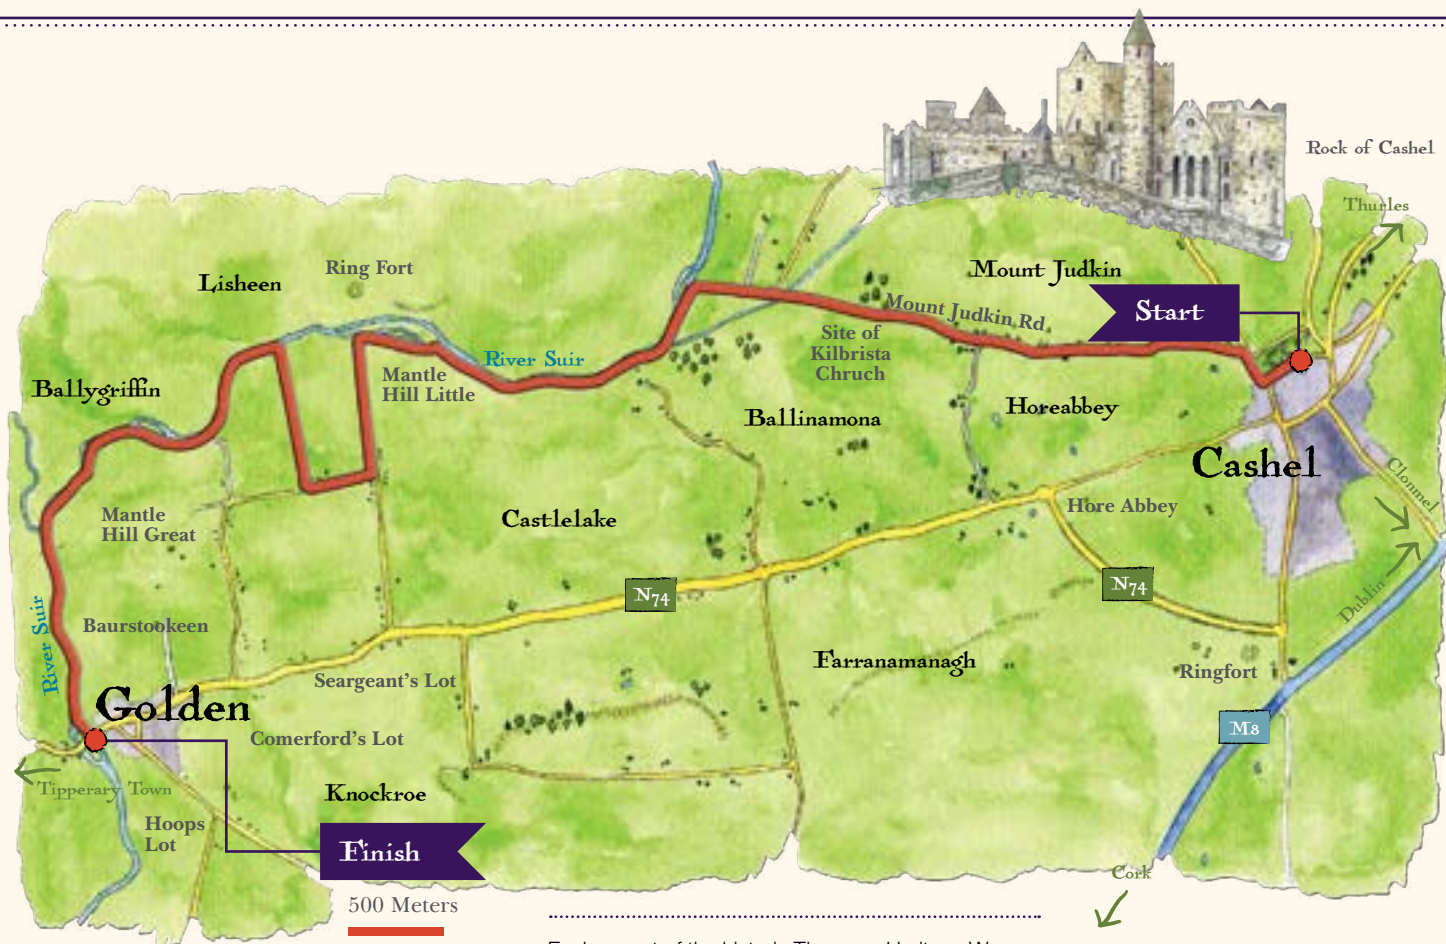 Rock of Cashel
Thurles
Lisheen
Ring Fort
Mount Judkin
Start
Mount Judkin Rd
Site of
Kilbrista
Chruch
River Suir
Mantle
Hill Little
Ballygriffin
Ballinamona
Horeabbey
Cashel
Clonmel
Hore Abbey
Mantle
Hill Great
Castlelake
N74
N74
Dublin
River Suir
Baurstookeen
Farranamanagh
Ringfort
Seargeant's Lot
Golden
Comerford's Lot
M8
Tipperary Town
Knockroe
Hoops
Lot
Finish
Cork
500 Meters